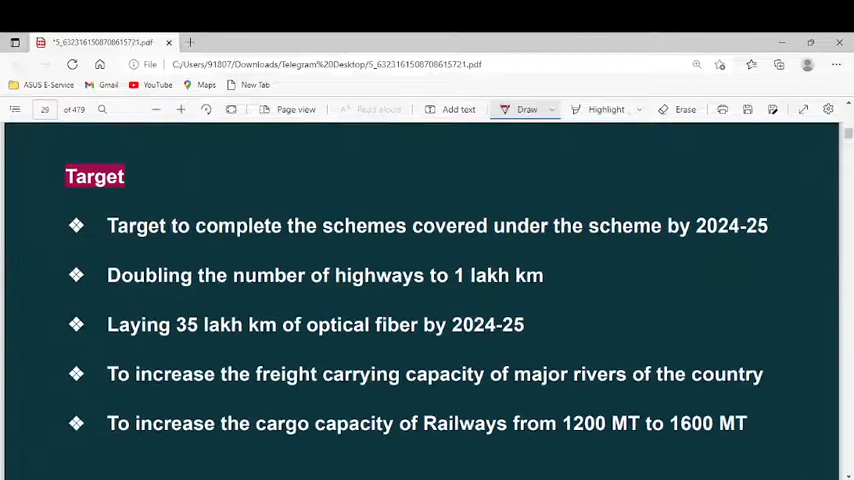 *5_6323161508708615721.pdf
File C:/Users/91807/Downloads/Telegram%20Desktop/5_6323161508708615721.pdf
ASUS E-Service Gmail YouTube Maps New Tab
29 of 479 Page view Read aloud Add text Draw Highlight Erase
Target
❖ Target to complete the schemes covered under the scheme by 2024-25
❖ Doubling the number of highways to 1 lakh km
❖ Laying 35 lakh km of optical fiber by 2024-25
❖ To increase the freight carrying capacity of major rivers of the country
❖ To increase the cargo capacity of Railways from 1200 MT to 1600 MT